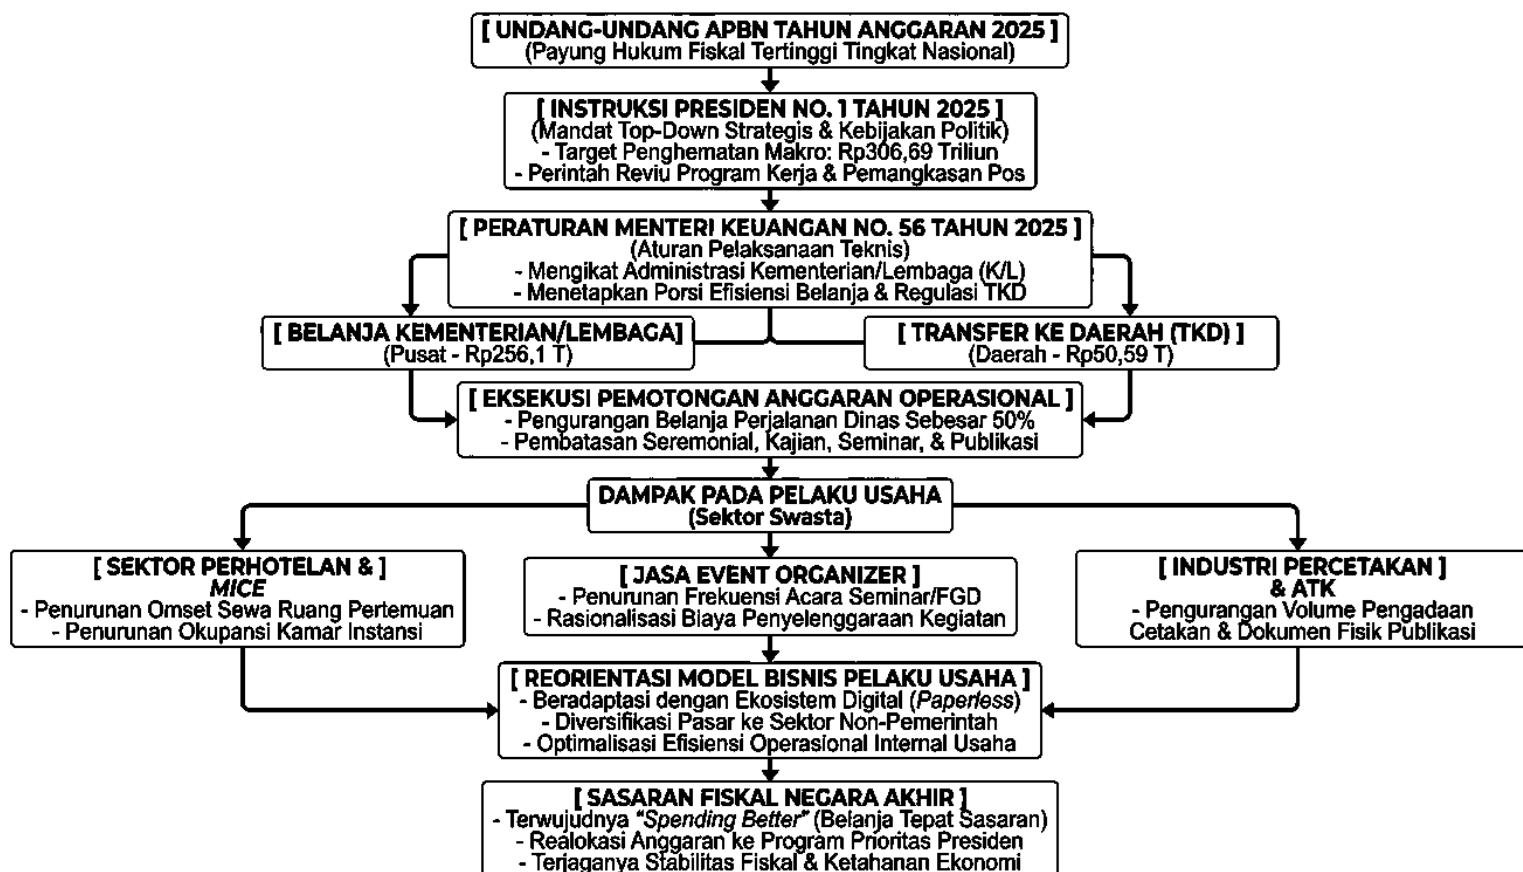 [ UNDANG-UNDANG APBN TAHUN ANGGARAN 2025 ]
(Payung Hukum Fiskal Tertinggi Tingkat Nasional)
[ INSTRUKSI PRESIDEN NO. 1 TAHUN 2025 ]
(Mandat Top-Down Strategis & Kebijakan Politik)
- Target Penghematan Makro: Rp306,69 Triliun
- Perintah Reviu Program Kerja & Pemangkasan Pos
[ PERATURAN MENTERI KEUANGAN NO. 56 TAHUN 2025 ]
(Aturan Pelaksanaan Teknis)
- Mengikat Administrasi Kementerian/Lembaga (K/L)
- Menetapkan Porsi Efisiensi Belanja & Regulasi TKD
[ BELANJA KEMENTERIAN/LEMBAGA]
(Pusat - Rp256,1 T)
[ TRANSFER KE DAERAH (TKD) ]
(Daerah - Rp50,59 T)
[ EKSEKUSI PEMOTONGAN ANGGARAN OPERASIONAL ]
- Pengurangan Belanja Perjalanan Dinas Sebesar 50%
- Pembatasan Seremonial, Kajian, Seminar, & Publikasi
DAMPAK PADA PELAKU USAHA
(Sektor Swasta)
[ SEKTOR PERHOTELAN & ]
MICE
- Penurunan Omset Sewa Ruang Pertemuan
- Penurunan Okupansi Kamar Instansi
[ JASA EVENT ORGANIZER ]
- Penurunan Frekuensi Acara Seminar/FGD
- Rasionalisasi Biaya Penyelenggaraan Kegiatan
[ INDUSTRI PERCETAKAN ]
& ATK
- Pengurangan Volume Pengadaan
Cetakan & Dokumen Fisik Publikasi
[ REORIENTASI MODEL BISNIS PELAKU USAHA ]
- Beradaptasi dengan Ekosistem Digital (Paperless)
- Diversifikasi Pasar ke Sektor Non-Pemerintah
- Optimalisasi Efisiensi Operasional Internal Usaha
[ SASARAN FISKAL NEGARA AKHIR ]
- Terwujudnya "Spending Better" (Belanja Tepat Sasaran)
- Realokasi Anggaran ke Program Prioritas Presiden
- Terjaganya Stabilitas Fiskal & Ketahanan Ekonomi